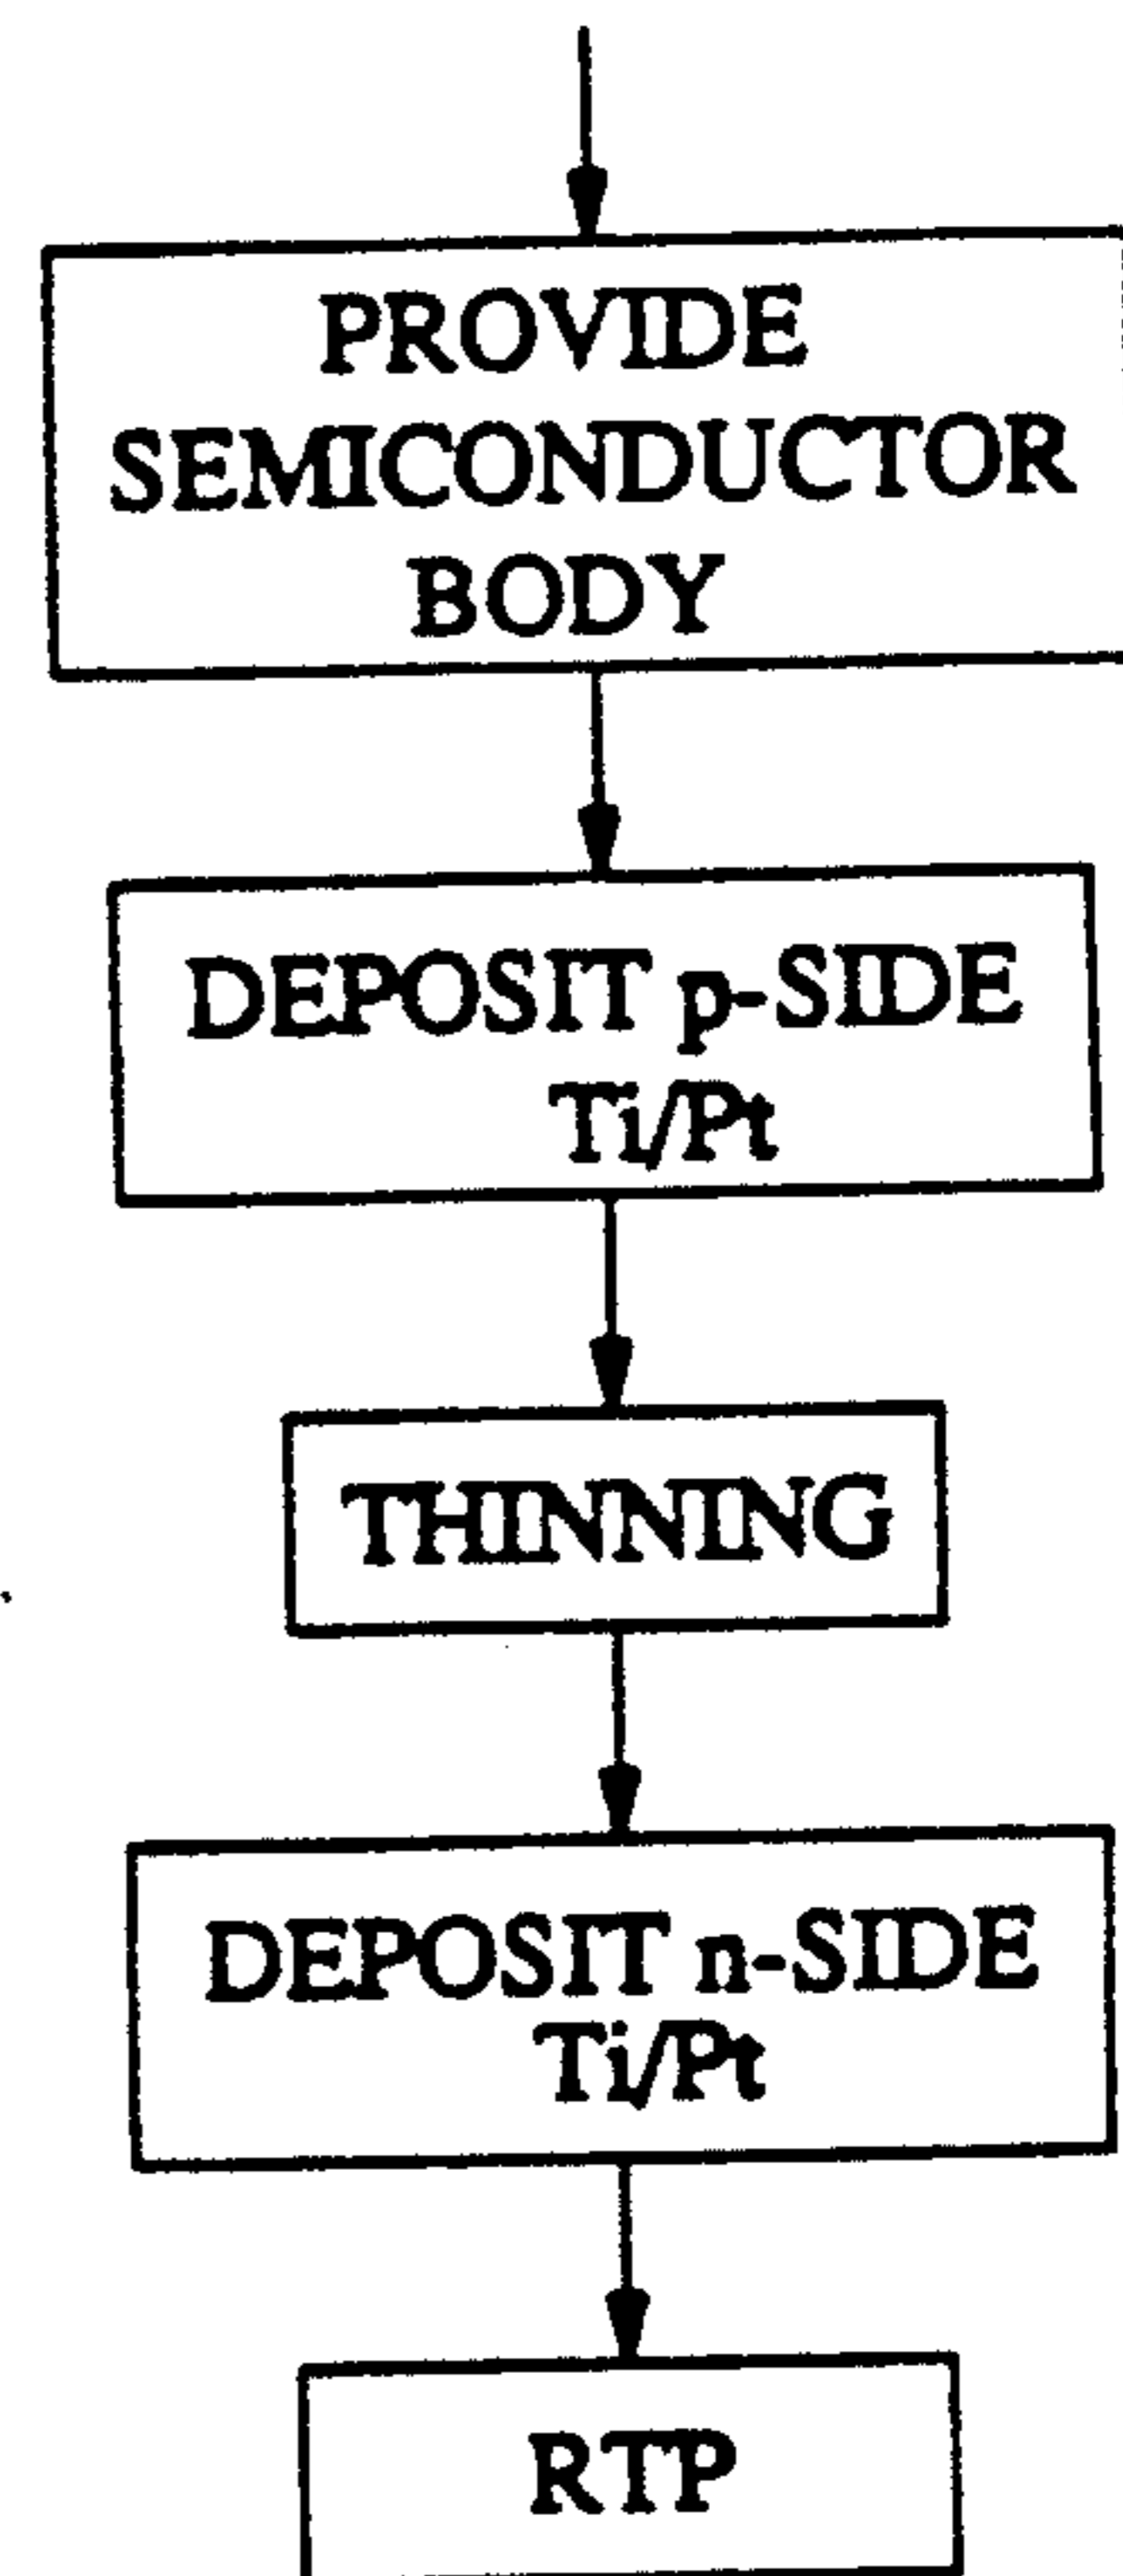 PROVIDE
SEMICONDUCTOR
BODY
DEPOSIT p-SIDE
Ti/Pt
THINNING
DEPOSIT n-SIDE
Ti/Pt
RTP